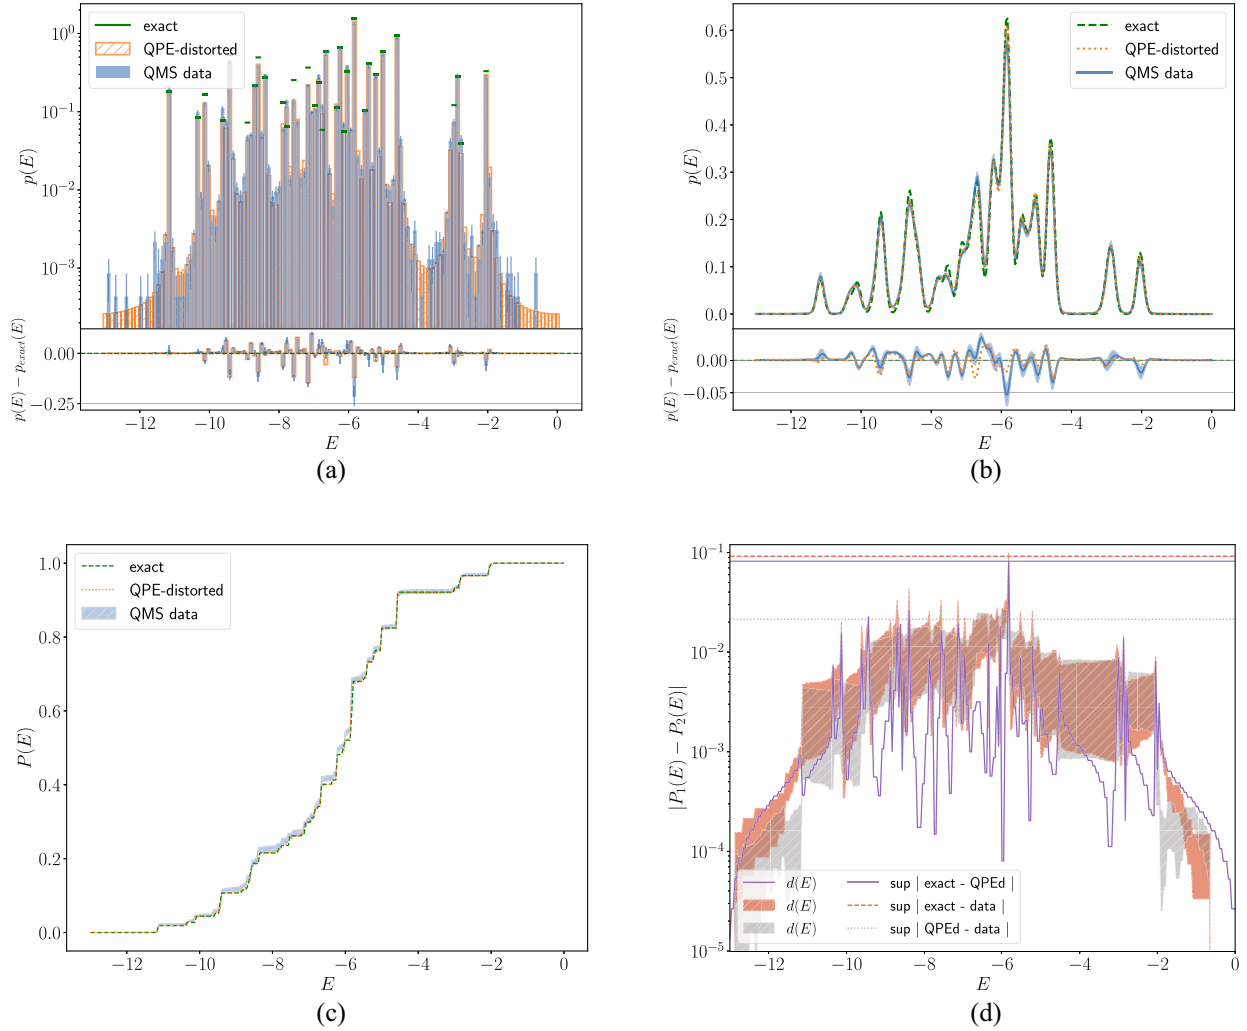 exact
QPE-distorted
QMS data
10^0
10^{-1}
10^{-2}
10^{-3}
p(E)
0.00
−0.25
p(E) − p_{exact}(E)
−12 −10 −8 −6 −4 −2 0
E
(a)
exact
QPE-distorted
QMS data
0.6
0.5
0.4
0.3
0.2
0.1
0.0
p(E)
0.00
−0.05
p(E) − p_{exact}(E)
−12 −10 −8 −6 −4 −2 0
E
(b)
exact
QPE-distorted
QMS data
1.0
0.8
0.6
0.4
0.2
0.0
P(E)
−12 −10 −8 −6 −4 −2 0
E
(c)
10^{-1}
10^{-2}
10^{-3}
10^{-4}
10^{-5}
|P_1(E) − P_2(E)|
d(E) sup | exact - QPEd |
d(E) sup | exact - data |
d(E) sup | QPEd - data |
−12 −10 −8 −6 −4 −2 0
E
(d)